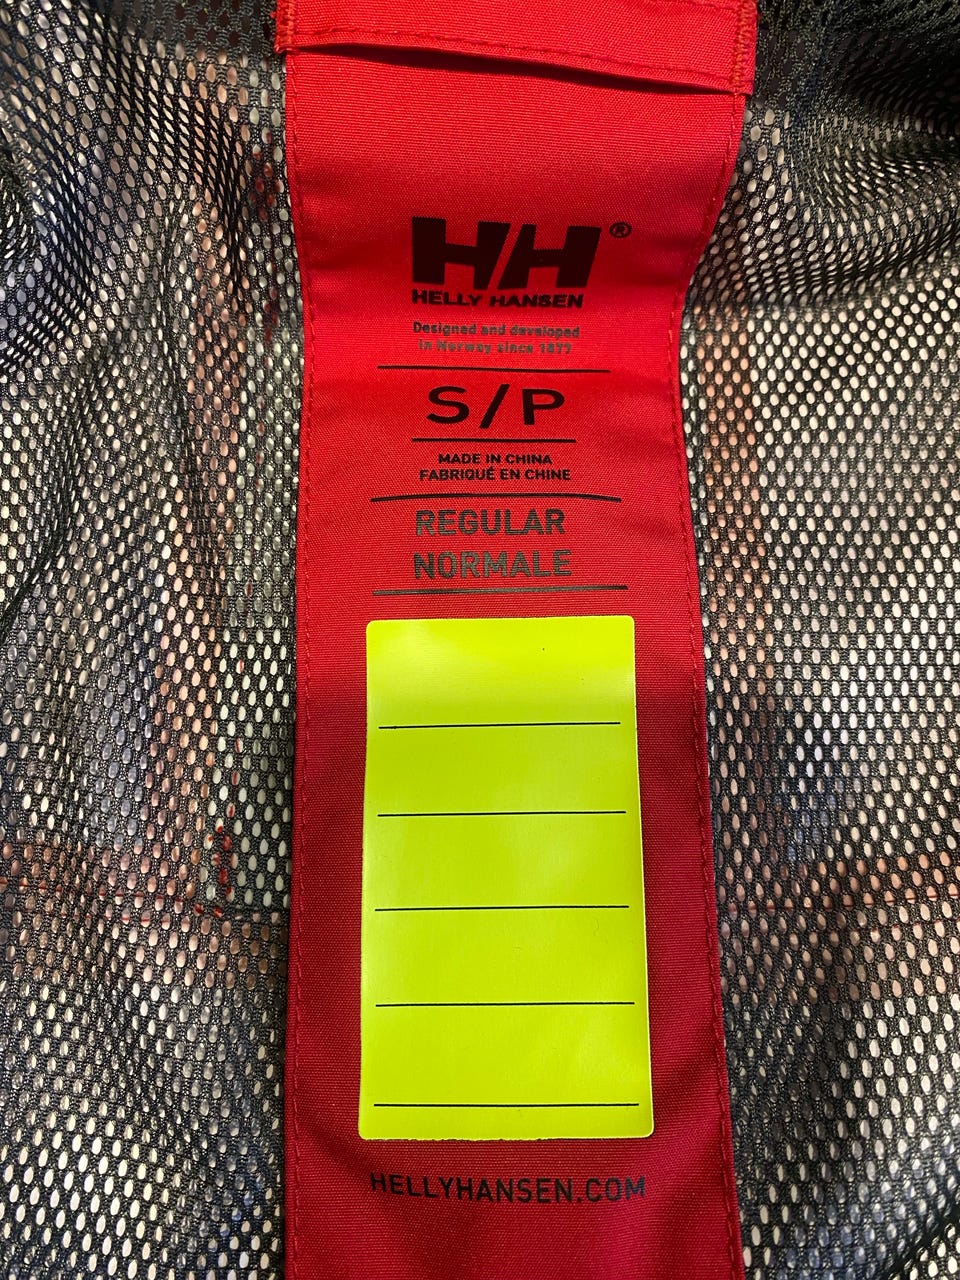 HH®
HELLY HANSEN
Designed and developed
in Norway since 1877
S/P
MADE IN CHINA
FABRIQUÉ EN CHINE
REGULAR
NORMALE
HELLYHANSEN.COM